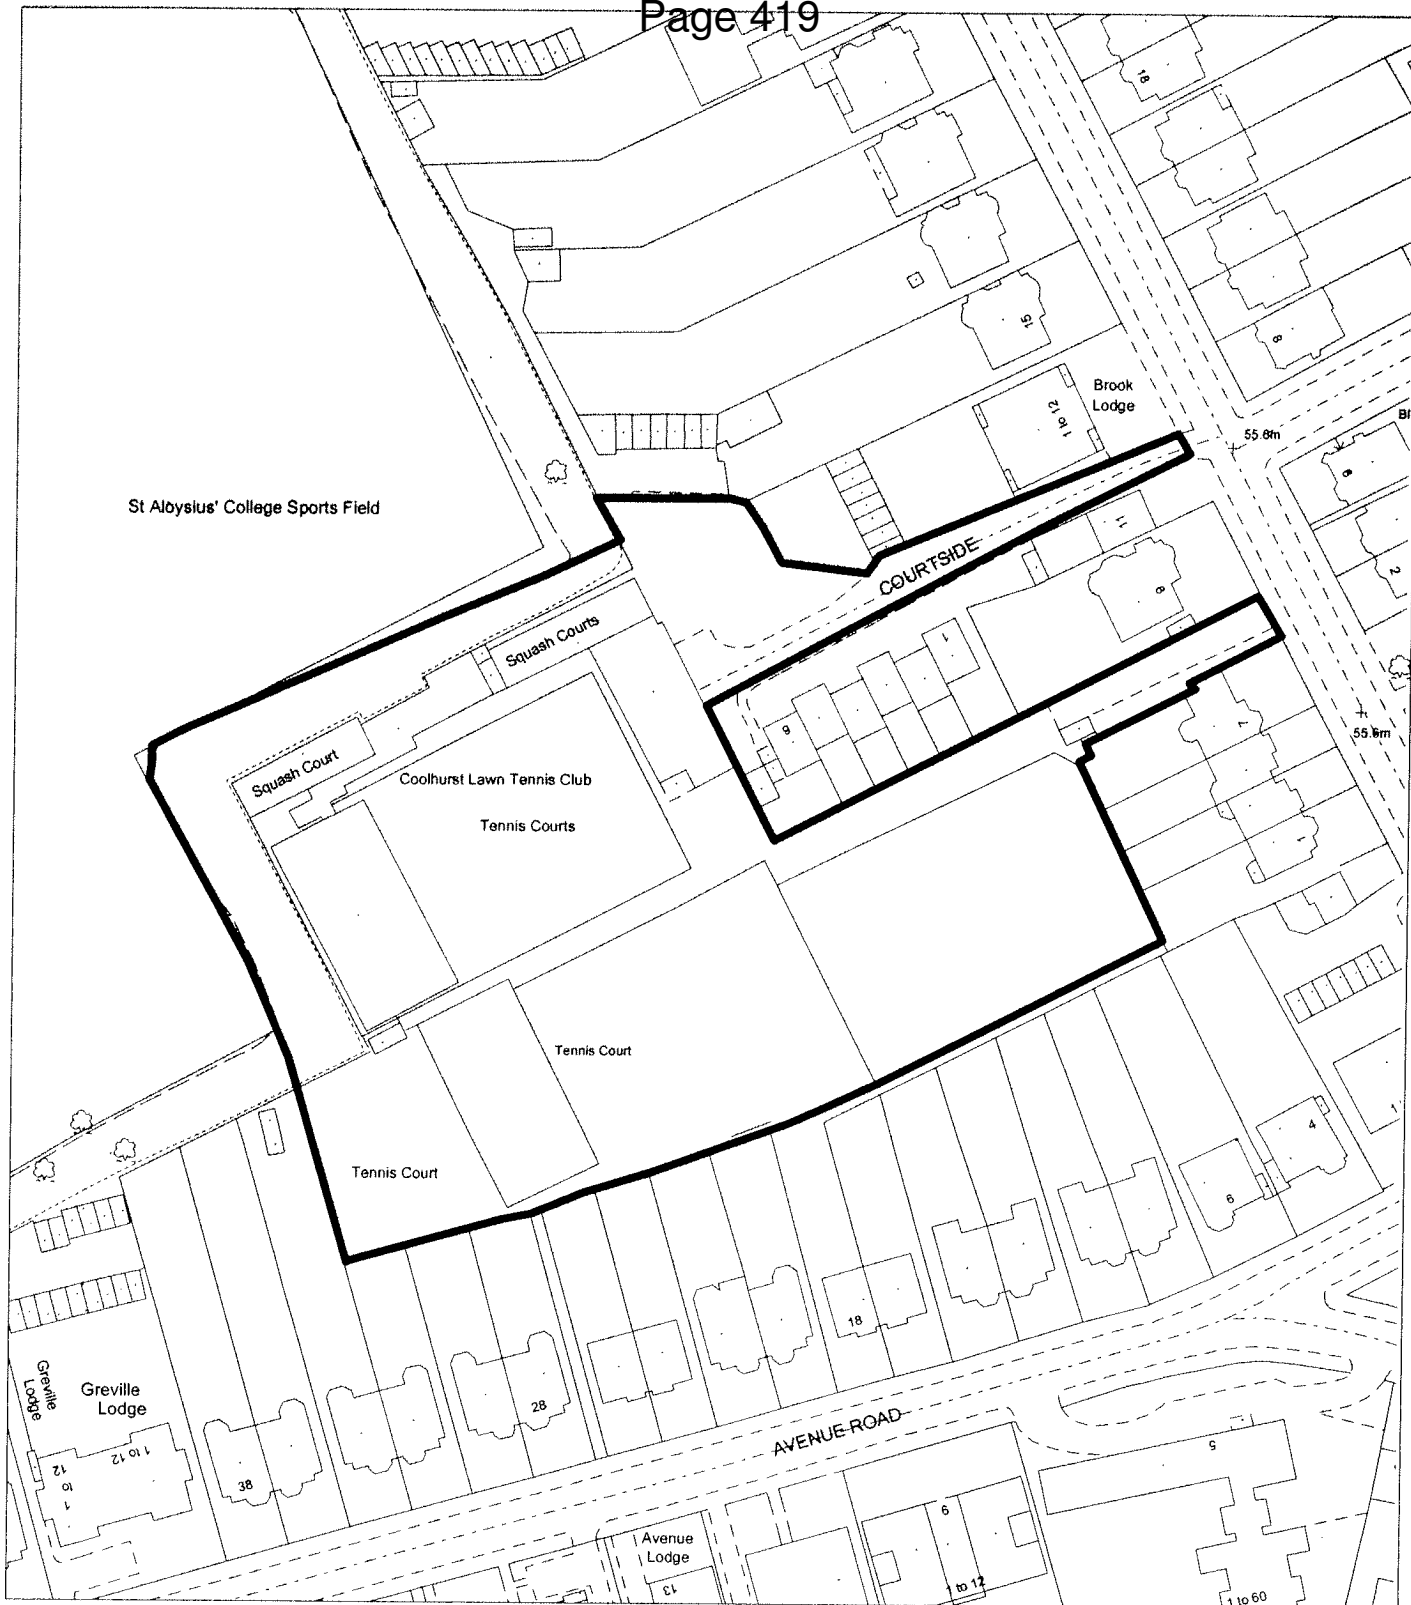 Page 419
18
15
8
Brook
Lodge
1 to 12
55.8m
6
2
St Aloysius' College Sports Field
COURTSIDE
11
8
Squash Courts
1
9
7
55.6m
Squash Court
Coolhurst Lawn Tennis Club
Tennis Courts
1
Tennis Court
Tennis Court
4
6
18
28
38
Greville
Lodge
Greville
Lodge
1 to 12
1 to 12
AVENUE ROAD
5
6
Avenue
Lodge
13
1 to 12
1 to 60